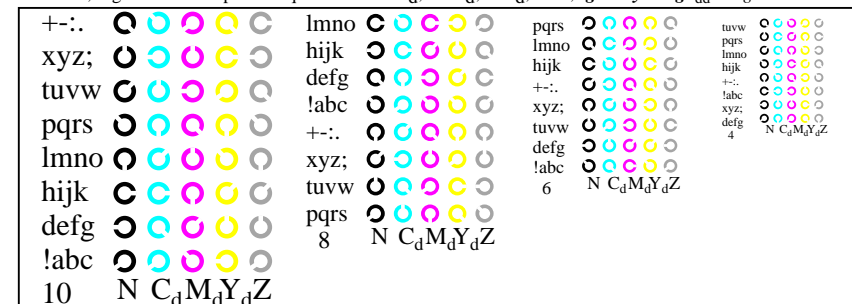 +-:.
xyz;
tuvw
pqrs
lmno
hijk
defg
!abc
10 N CdMdYdZ
lmno
hijk
defg
!abc
+-:.
xyz;
tuvw
pqrs
8 N CdMdYdZ
pqrs
lmno
hijk
+-:.
xyz;
tuvw
defg
!abc
6 N CdMdYdZ
tuvw
pqrs
lmno
hijk
+-:.
!abc
xyz;
defg
4 N CdMdYdZ